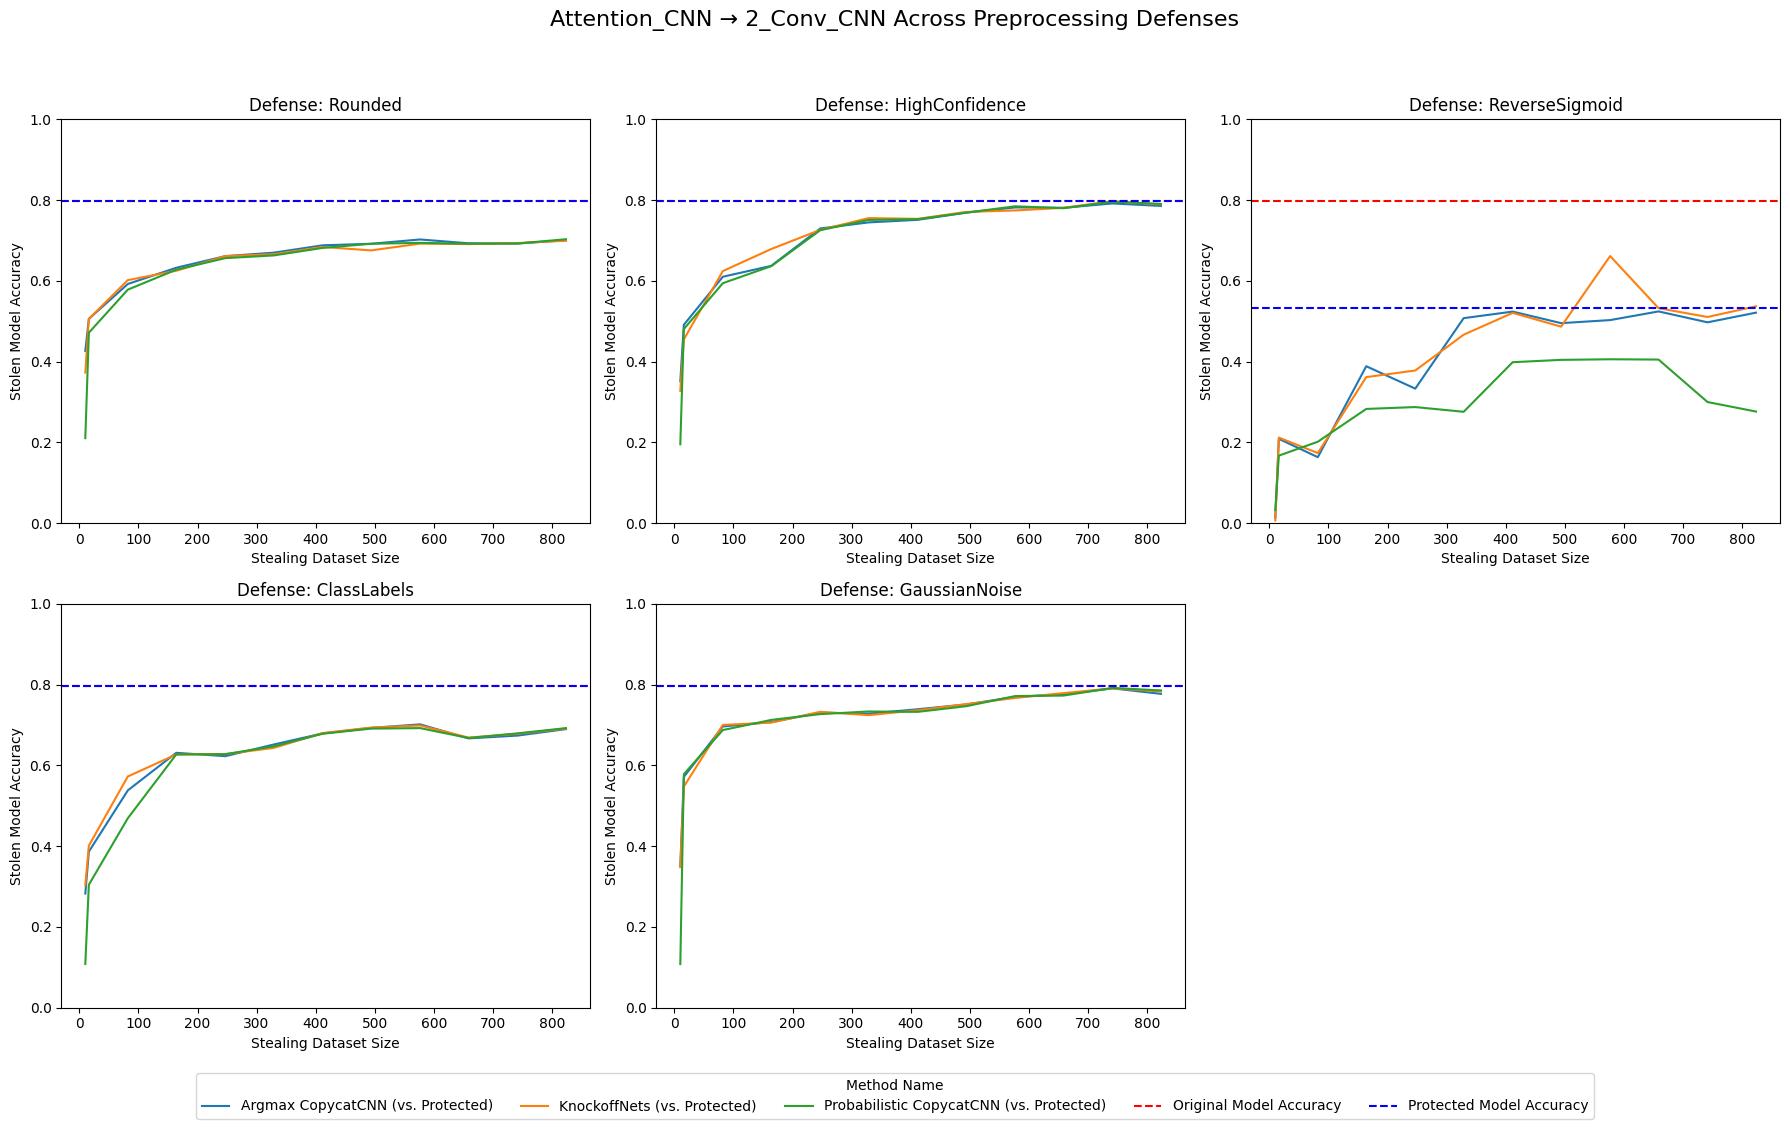 Attention_CNN → 2_Conv_CNN Across Preprocessing Defenses
Defense: Rounded
Stolen Model Accuracy
1.0
0.8
0.6
0.4
0.2
0.0
0 100 200 300 400 500 600 700 800
Stealing Dataset Size
Defense: HighConfidence
Stolen Model Accuracy
1.0
0.8
0.6
0.4
0.2
0.0
0 100 200 300 400 500 600 700 800
Stealing Dataset Size
Defense: ReverseSigmoid
Stolen Model Accuracy
1.0
0.8
0.6
0.4
0.2
0.0
0 100 200 300 400 500 600 700 800
Stealing Dataset Size
Defense: ClassLabels
Stolen Model Accuracy
1.0
0.8
0.6
0.4
0.2
0.0
0 100 200 300 400 500 600 700 800
Stealing Dataset Size
Defense: GaussianNoise
Stolen Model Accuracy
1.0
0.8
0.6
0.4
0.2
0.0
0 100 200 300 400 500 600 700 800
Stealing Dataset Size
Method Name
Argmax CopycatCNN (vs. Protected) KnockoffNets (vs. Protected) Probabilistic CopycatCNN (vs. Protected) Original Model Accuracy Protected Model Accuracy